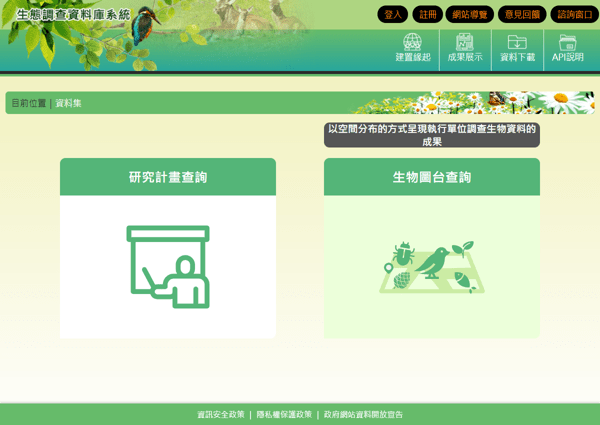 生態調查資料庫系統
登入
註冊
網站導覽
意見回饋
諮詢窗口
建置緣起
成果展示
資料下載
API說明
目前位置 | 資料集
以空間分布的方式呈現執行單位調查生物資料的
成果
研究計畫查詢
生物圖台查詢
資訊安全政策 | 隱私權保護政策 | 政府網站資料開放宣告